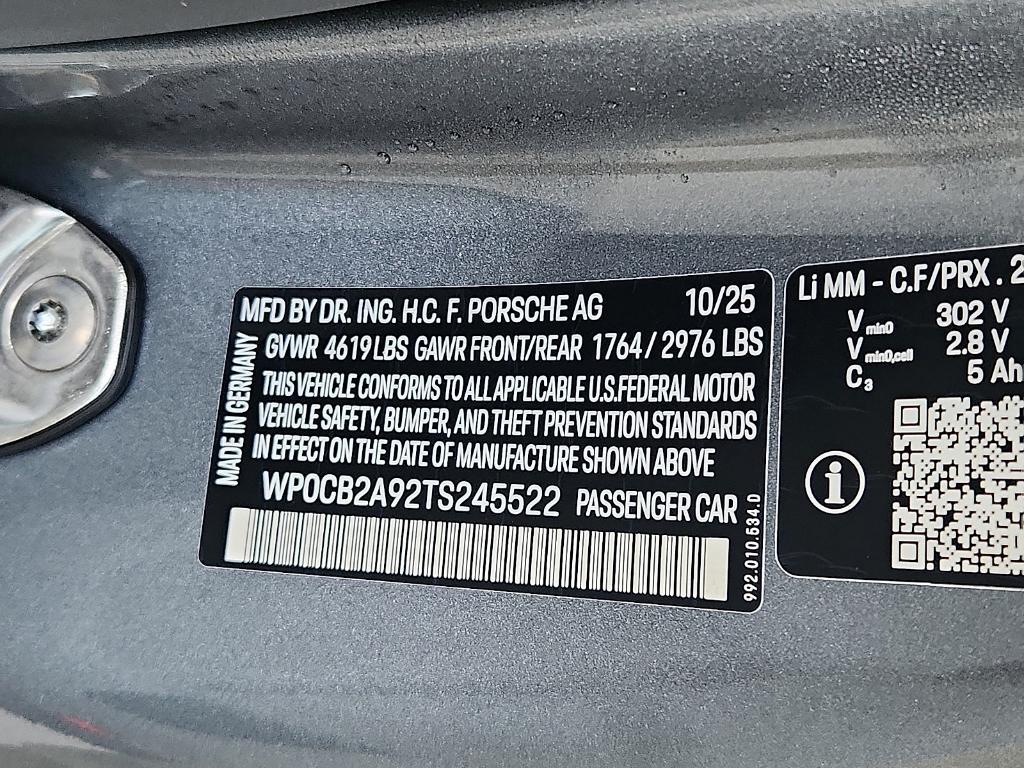 MFD BY DR. ING. H.C. F. PORSCHE AG 10/25
GVWR 4619 LBS GAWR FRONT/REAR 1764 / 2976 LBS
THIS VEHICLE CONFORMS TO ALL APPLICABLE U.S.FEDERAL MOTOR
VEHICLE SAFETY, BUMPER, AND THEFT PREVENTION STANDARDS
IN EFFECT ON THE DATE OF MANUFACTURE SHOWN ABOVE
WP0CB2A92TS245522 PASSENGER CAR
MADE IN GERMANY
992.010.534.0
Li MM - C.F/PRX . 2
Vmin0 302 V
Vmin0,cell 2.8 V
C3 5 Ah
i